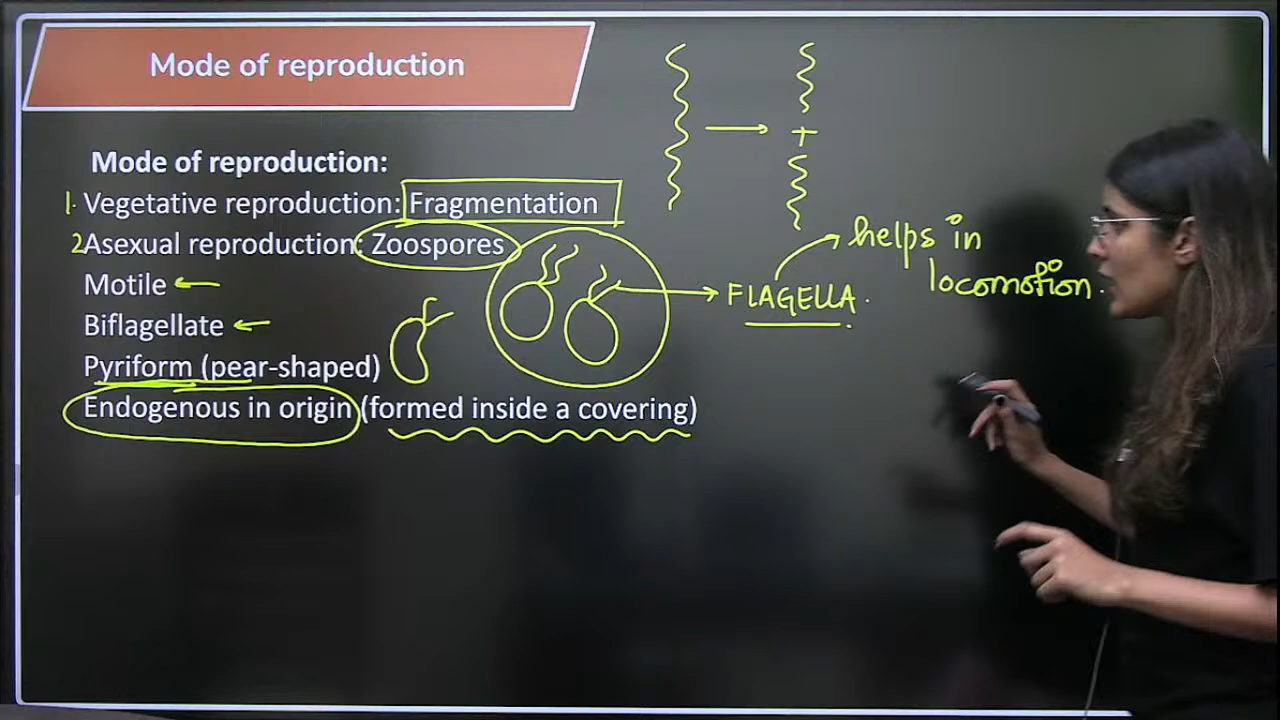 Mode of reproduction
Mode of reproduction:
1. Vegetative reproduction: Fragmentation
2 Asexual reproduction: Zoospores
Motile
Biflagellate
Pyriform (pear-shaped)
Endogenous in origin (formed inside a covering)
+
FLAGELLA.
helps in
locomotion.